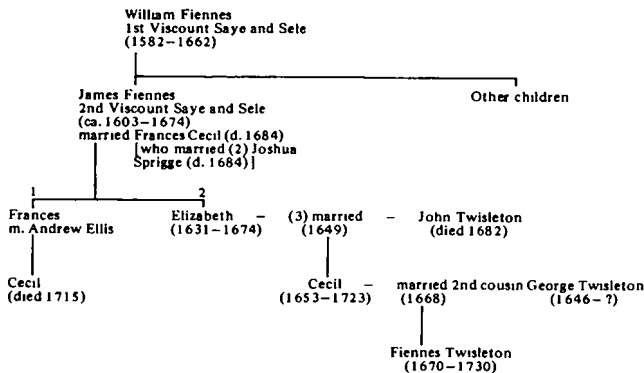 William Fiennes
1st Viscount Saye and Sele
(1582–1662)
James Fiennes
2nd Viscount Saye and Sele
(ca. 1603–1674)
married Frances Cecil (d. 1684)
[who married (2) Joshua
Sprigge (d. 1684)]
Other children
1
2
Frances
m. Andrew Ellis
Elizabeth – (3) married – John Twisleton
(1631–1674) (1649) (died 1682)
Cecil
(died 1715)
Cecil – married 2nd cousin George Twisleton
(1653–1723) (1668) (1646–?)
Fiennes Twisleton
(1670–1730)